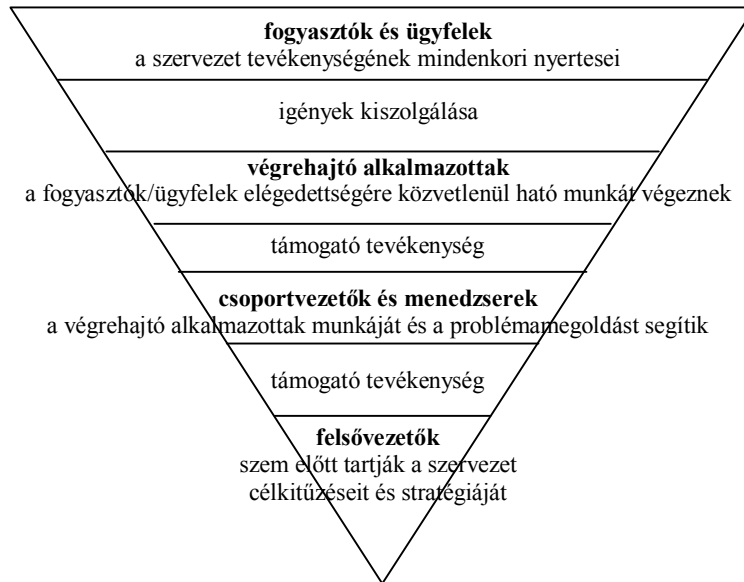 fogyasztók és ügyfelek
a szervezet tevékenységének mindenkori nyertesei
igények kiszolgálása
végrehajtó alkalmazottak
a fogyasztók/ügyfelek elégedettségére közvetlenül ható munkát végeznek
támogató tevékenység
csoportvezetők és menedzserek
a végrehajtó alkalmazottak munkáját és a problémamegoldást segítik
támogató tevékenység
felsővezetők
szem előtt tartják a szervezet
célkitűzéseit és stratégiáját